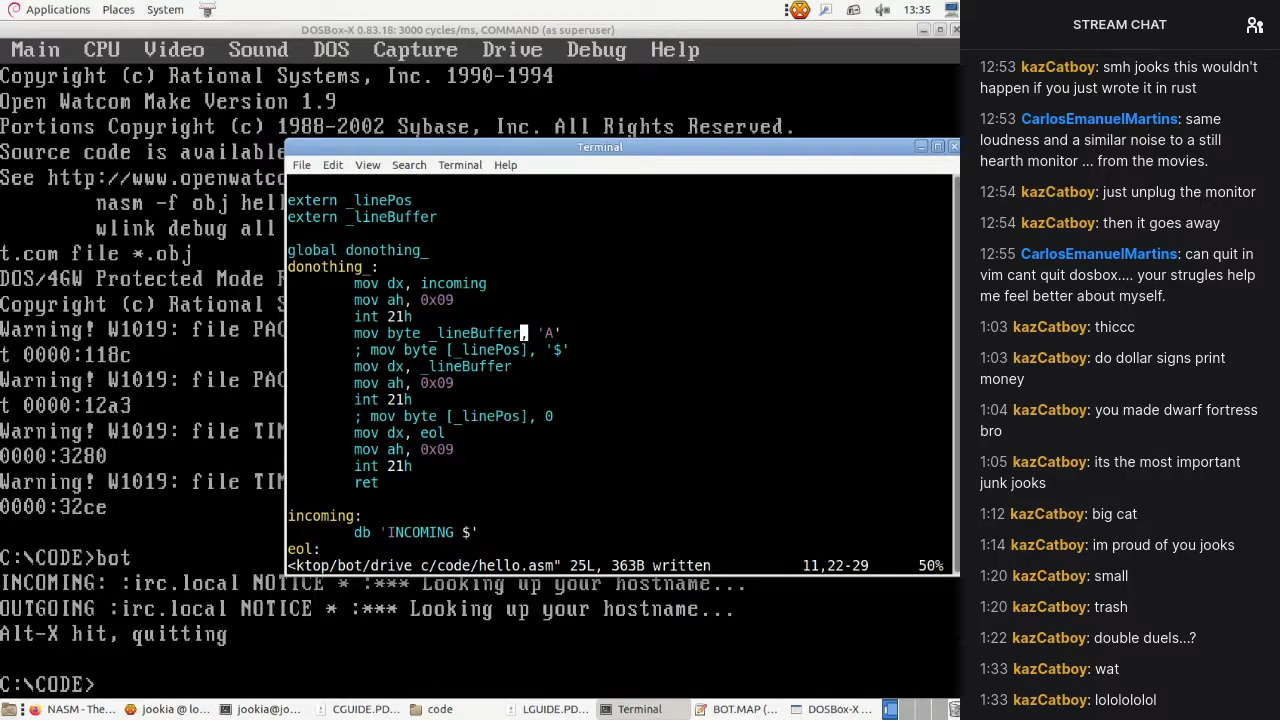 Applications Places System 13:35
DOSBox-X 0.83.18: 3000 cycles/ms, COMMAND (as superuser)
Main CPU Video Sound DOS Capture Drive Debug Help
Copyright (c) Rational Systems, Inc. 1990-1994
Open Watcom Make Version 1.9
Portions Copyright (c) 1988-2002 Sybase, Inc. All Rights Reserved.
Source code is available
See http://www.openwatco
nasm -f obj hell
wlink debug all
t.com file *.obj
DOS/4GW Protected Mode R
Copyright (c) Rational S
Warning! W1019: file PAC
t 0000:118c
Warning! W1019: file PAC
t 0000:12a3
Warning! W1019: file TIM
0000:3280
Warning! W1019: file TIM
0000:32ce
C:\CODE>bot
INCOMING: :irc.local NOTICE * :*** Looking up your hostname...
OUTGOING :irc.local NOTICE * :*** Looking up your hostname...
Alt-X hit, quitting
C:\CODE>
Terminal
File Edit View Search Terminal Help
extern _linePos
extern _lineBuffer
global donothing_
donothing_:
mov dx, incoming
mov ah, 0x09
int 21h
mov byte _lineBuffer, 'A'
; mov byte [_linePos], '$'
mov dx, _lineBuffer
mov ah, 0x09
int 21h
; mov byte [_linePos], 0
mov dx, eol
mov ah, 0x09
int 21h
ret
incoming:
db 'INCOMING $'
eol:
<ktop/bot/drive c/code/hello.asm" 25L, 363B written 11,22-29 50%
NASM - The... jookia @ lo... jookia@jo... CGUIDE.PD... code LGUIDE.PD... Terminal BOT.MAP (... DOSBox-X ...
STREAM CHAT
12:53 kazCatboy: smh jooks this wouldn't
happen if you just wrote it in rust
12:53 CarlosEmanuelMartins: same
loudness and a similar noise to a still
hearth monitor ... from the movies.
12:54 kazCatboy: just unplug the monitor
12:54 kazCatboy: then it goes away
12:55 CarlosEmanuelMartins: can quit in
vim cant quit dosbox.... your strugles help
me feel better about myself.
1:03 kazCatboy: thiccc
1:03 kazCatboy: do dollar signs print
money
1:04 kazCatboy: you made dwarf fortress
bro
1:05 kazCatboy: its the most important
junk jooks
1:12 kazCatboy: big cat
1:14 kazCatboy: im proud of you jooks
1:20 kazCatboy: small
1:20 kazCatboy: trash
1:22 kazCatboy: double duels...?
1:33 kazCatboy: wat
1:33 kazCatboy: lolololol